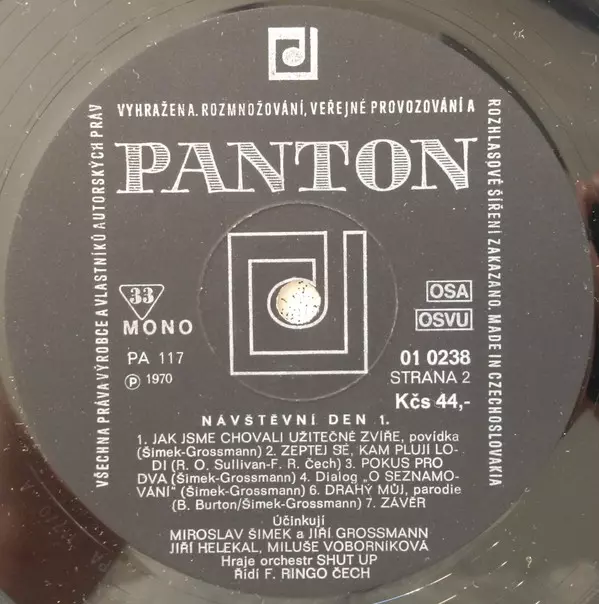 VYHRAŽENA. ROZMNOŽOVÁNÍ, VEŘEJNÉ PROVOZOVÁNÍ A
ROZHLASOVÉ ŠÍŘENÍ ZAKÁZÁNO. MADE IN CZECHOSLOVAKIA
VŠECHNA PRÁVA VÝROBCE A VLASTNÍKŮ AUTORSKÝCH PRÁV
PANTON
33
MONO
PA 117
Ⓟ 1970
OSA
OSVU
01 0238
STRANA 2
Kčs 44,-
NÁVŠTĚVNÍ DEN 1.
1. JAK JSME CHOVALI UŽITEČNÉ ZVÍŘE, povídka
(Šimek-Grossmann) 2. ZEPTEJ SE, KAM PLUJÍ LO-
DI (R. O. Sullivan-F. R. Čech) 3. POKUS PRO
DVA (Šimek-Grossmann) 4. Dialog „O SEZNAMO-
VÁNÍ" (Šimek-Grossmann) 6. DRAHÝ MŮJ, parodie
(B. Burton/Šimek-Grossmann) 7. ZÁVĚR
Účinkují
MIROSLAV ŠIMEK a JIŘÍ GROSSMANN
JIŘÍ HELEKAL, MILUŠE VOBORNÍKOVÁ
Hraje orchestr SHUT UP
Řídí F. RINGO ČECH